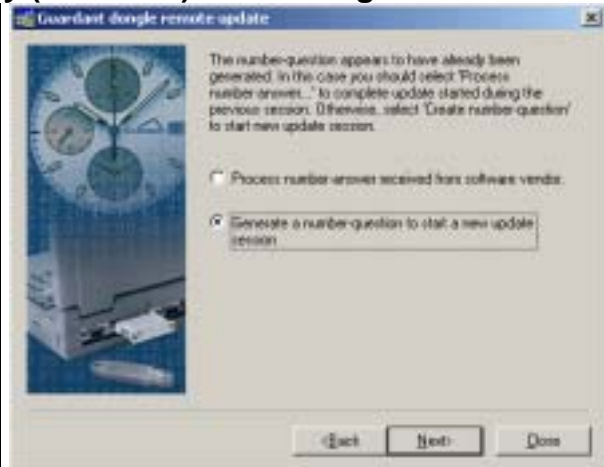 Guardant dongle remote update
The number-question appears to have already been
generated. In this case you should select 'Process
number-answer...' to complete update started during the
previous session. Otherwise, select 'Create number-question'
to start new update session.
Process number-answer received from software vendor.
Generate a number-question to start a new update
session
<Back
Next>